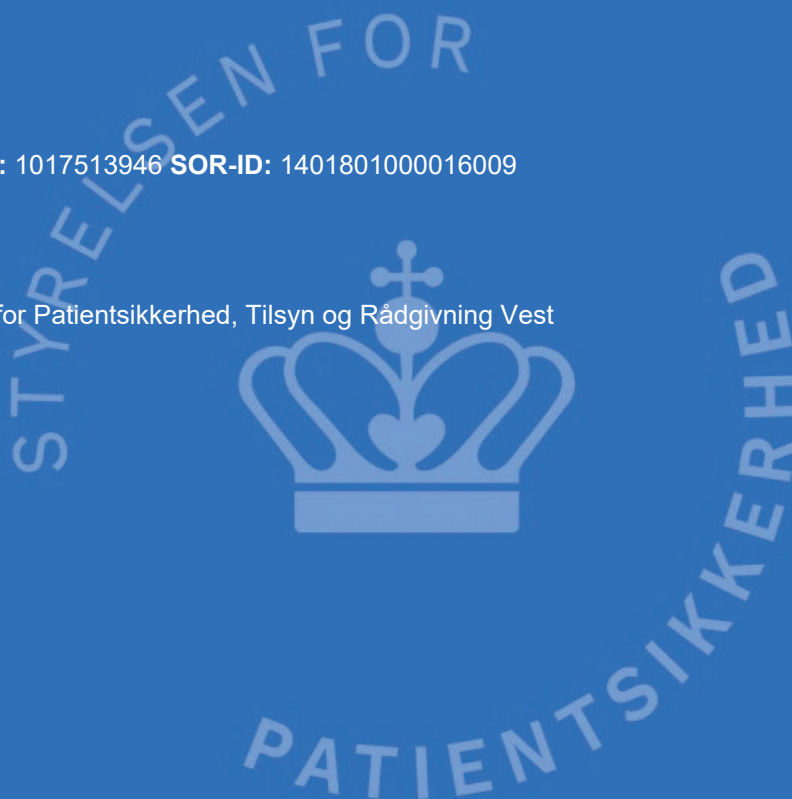 STYRELSEN FOR
: 1017513946 SOR-ID: 1401801000016009
for Patientsikkerhed, Tilsyn og Rådgivning Vest
PATIENTSIKKERHED